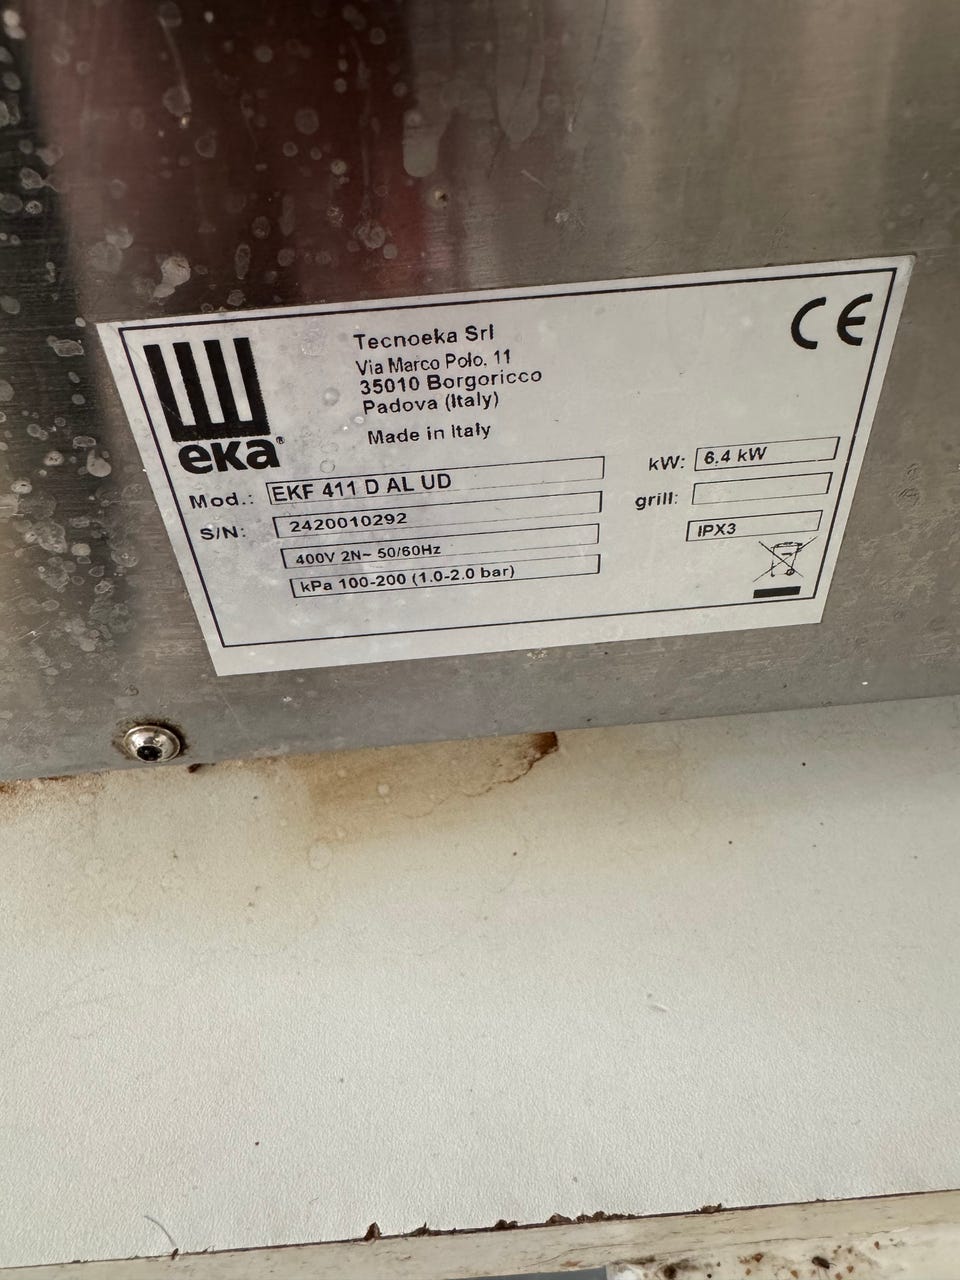 CE
Tecnoeka Srl
Via Marco Polo, 11
35010 Borgoricco
Padova (Italy)
Made in Italy
eka®
Mod.: EKF 411 D AL UD
S/N: 2420010292
400V 2N~ 50/60Hz
kPa 100-200 (1.0-2.0 bar)
kW: 6.4 kW
grill:
IPX3